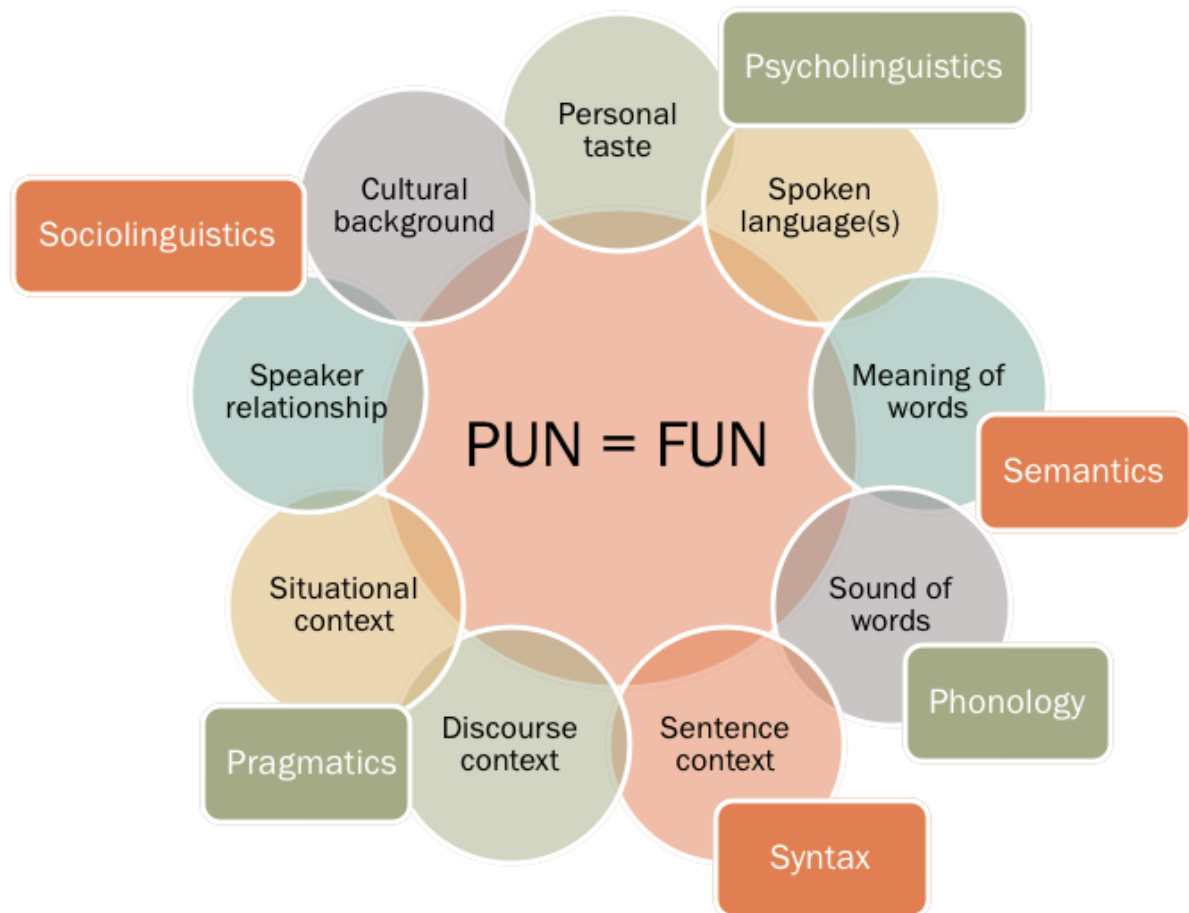 Psycholinguistics
Personal
taste
Spoken
language(s)
Cultural
background
Sociolinguistics
Speaker
relationship
Meaning of
words
PUN = FUN
Semantics
Situational
context
Sound of
words
Phonology
Discourse
context
Sentence
context
Pragmatics
Syntax